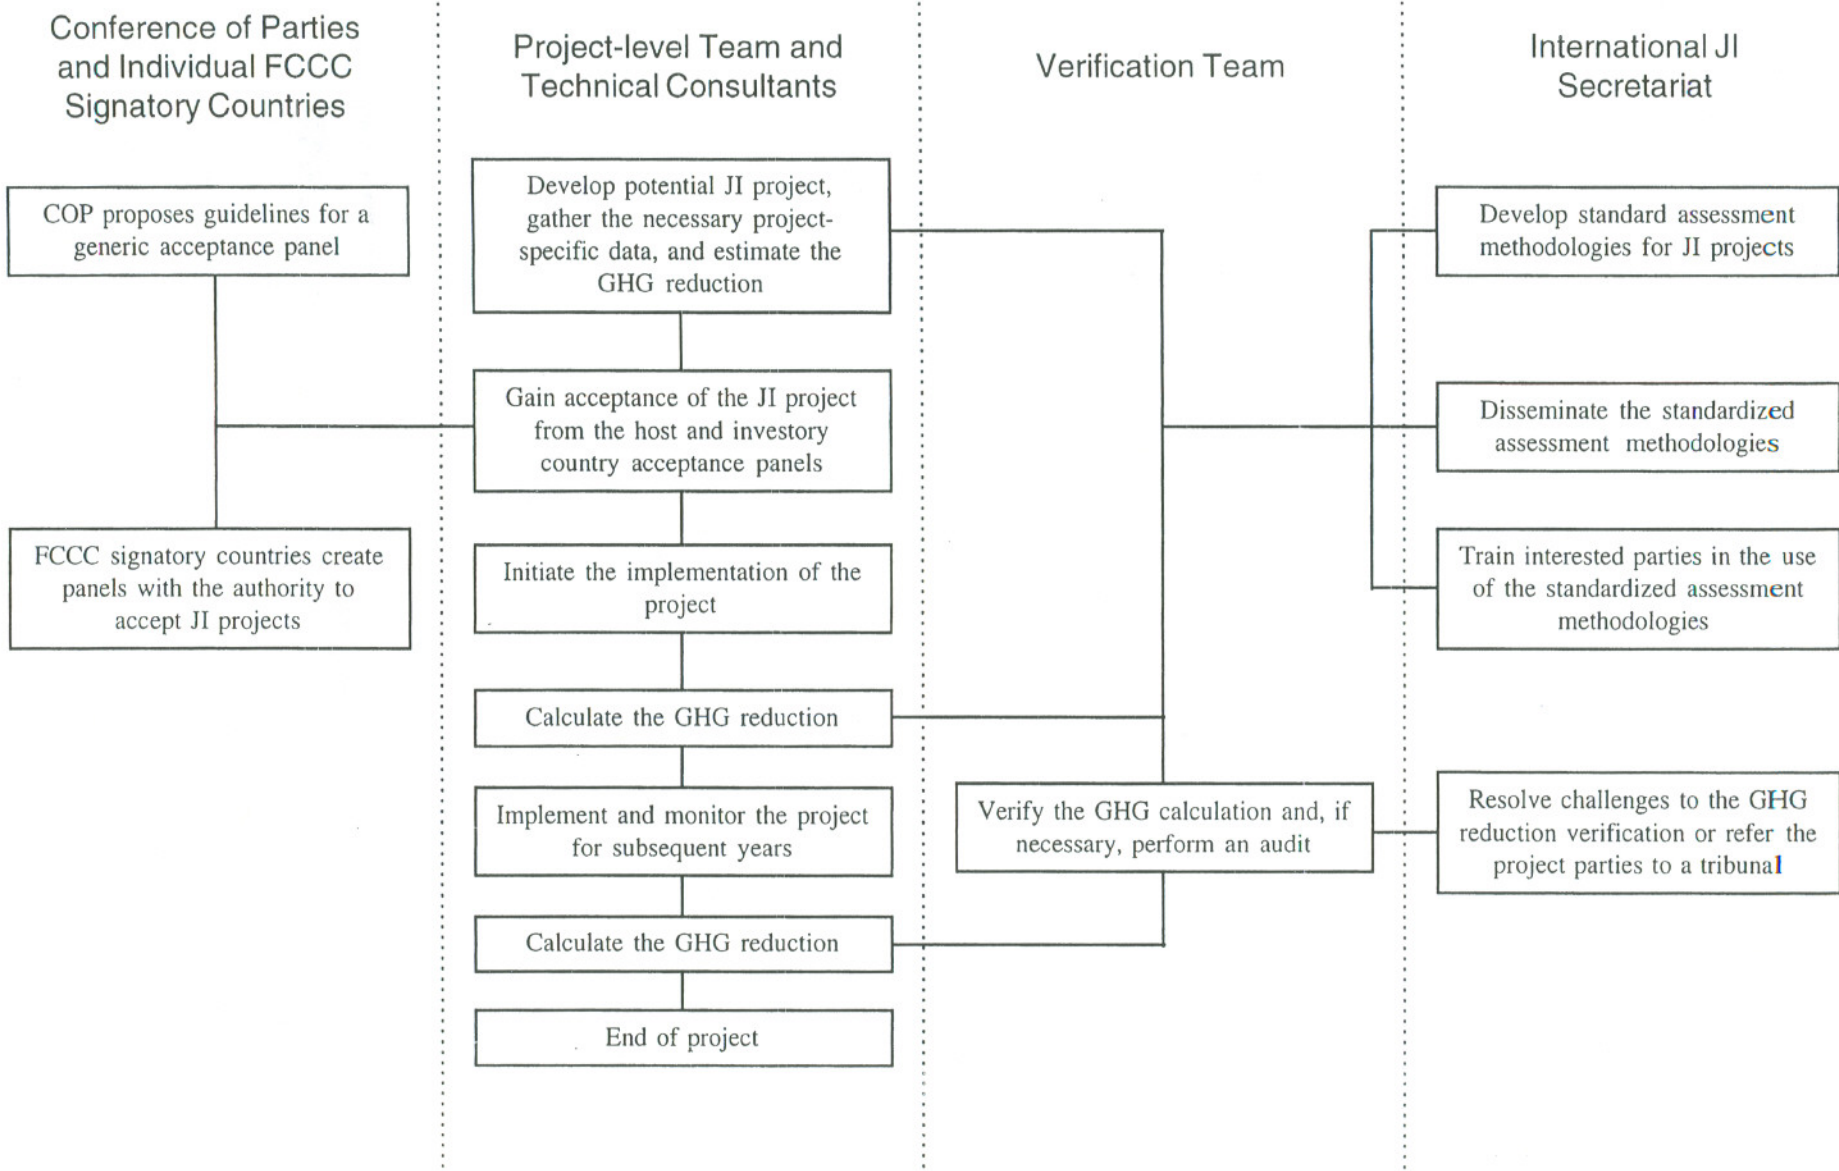 Conference of Parties
and Individual FCCC
Signatory Countries
Project-level Team and
Technical Consultants
Verification Team
International JI
Secretariat
COP proposes guidelines for a
generic acceptance panel
FCCC signatory countries create
panels with the authority to
accept JI projects
Develop potential JI project,
gather the necessary project-
specific data, and estimate the
GHG reduction
Gain acceptance of the JI project
from the host and investory
country acceptance panels
Initiate the implementation of the
project
Calculate the GHG reduction
Implement and monitor the project
for subsequent years
Calculate the GHG reduction
End of project
Verify the GHG calculation and, if
necessary, perform an audit
Develop standard assessment
methodologies for JI projects
Disseminate the standardized
assessment methodologies
Train interested parties in the use
of the standardized assessment
methodologies
Resolve challenges to the GHG
reduction verification or refer the
project parties to a tribunal